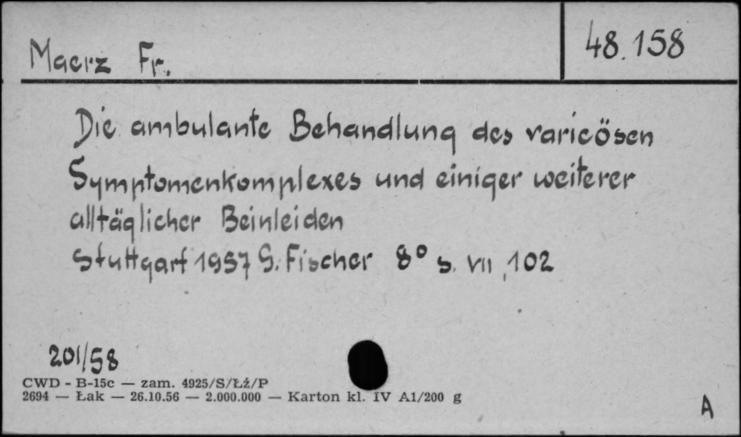 Maerz Fr.
48.158
Die ambulante Behandlung des varicösen
Symptomenkomplexes und einiger weiterer
alltäglicher Beinleiden
Stuttgart 1957 G. Fischer 8° s. VII, 102
201/58
CWD - B-15c — zam. 4925/S/Łż/P
2694 — Łak — 26.10.56 — 2.000.000 — Karton kl. IV A1/200 g
A